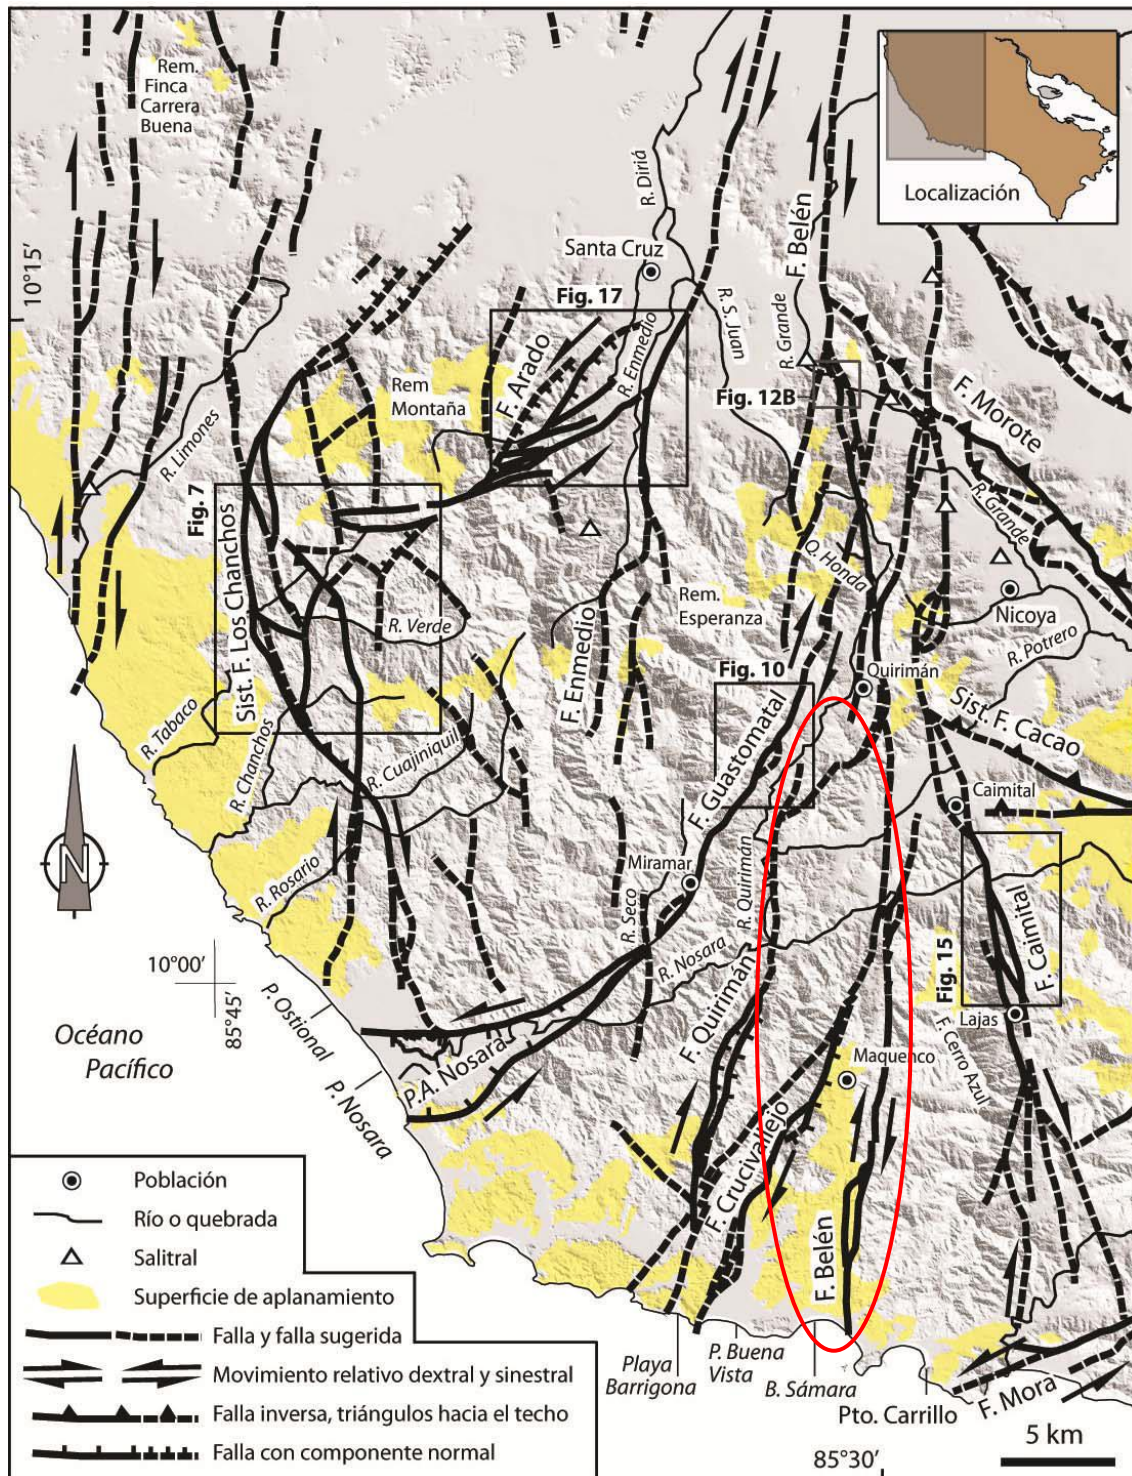 Rem.
Finca
Carrera
Buena
Localización
10°15'
R. Diriá
Santa Cruz
Fig. 17
F. Belén
R. Grande
R. S. Juan
R. Enmedio
F. Arado
Rem
Montaña
Fig. 12B
F. Morote
R. Limones
Fig. 7
R. Grande
Q. Honda
Nicoya
R. Potrero
Rem.
Esperanza
Sist. F. Los Chanchos
R. Verde
F. Enmedio
Fig. 10
Quirimán
Sist. F. Cacao
R. Tabaco
R. Chanchos
R. Cuajiniquil
F. Guastomatal
Caimital
Miramar
R. Rosario
R. Seco
R. Quiriman
F. Caimital
Fig. 15
10°00'
85°45'
R. Nosara
F. Quirimán
Lajas
F. Cerro Azul
Océano
Pacífico
P. Ostional
P. Nosara
P.A. Nosara
Maquenco
F. Crucivallejo
F. Belén
Población
Río o quebrada
Salitral
Superficie de aplanamiento
Falla y falla sugerida
Movimiento relativo dextral y sinestral
Falla inversa, triángulos hacia el techo
Falla con componente normal
Playa
Barrigona
P. Buena
Vista
B. Sámara
Pto. Carrillo
F. Mora
5 km
85°30'